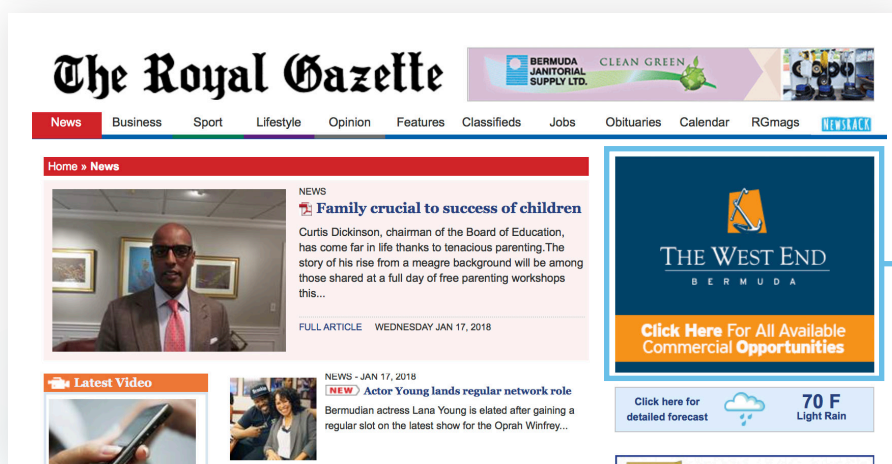 The Royal Gazette
BERMUDA
JANITORIAL
SUPPLY LTD.
CLEAN GREEN
News Business Sport Lifestyle Opinion Features Classifieds Jobs Obituaries Calendar RGmags NEWSRACK
Home » News
NEWS
Family crucial to success of children
Curtis Dickinson, chairman of the Board of Education,
has come far in life thanks to tenacious parenting.The
story of his rise from a meagre background will be among
those shared at a full day of free parenting workshops
this...
FULL ARTICLE WEDNESDAY JAN 17, 2018
THE WEST END
BERMUDA
Click Here For All Available
Commercial Opportunities
Latest Video
NEWS - JAN 17, 2018
NEW Actor Young lands regular network role
Bermudian actress Lana Young is elated after gaining a
regular slot on the latest show for the Oprah Winfrey...
Click here for
detailed forecast
70 F
Light Rain